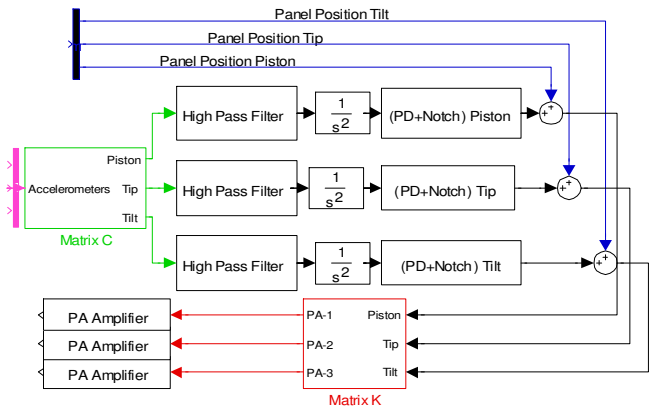 Panel Position Tilt
Panel Position Tip
Panel Position Piston
High Pass Filter
1
s2
(PD+Notch) Piston
+
+
Piston
Accelerometers
Tip
Tilt
Matrix C
High Pass Filter
1
s2
(PD+Notch) Tip
+
+
High Pass Filter
1
s2
(PD+Notch) Tilt
+
+
PA Amplifier
PA-1
Piston
PA Amplifier
PA-2
Tip
PA Amplifier
PA-3
Tilt
Matrix K